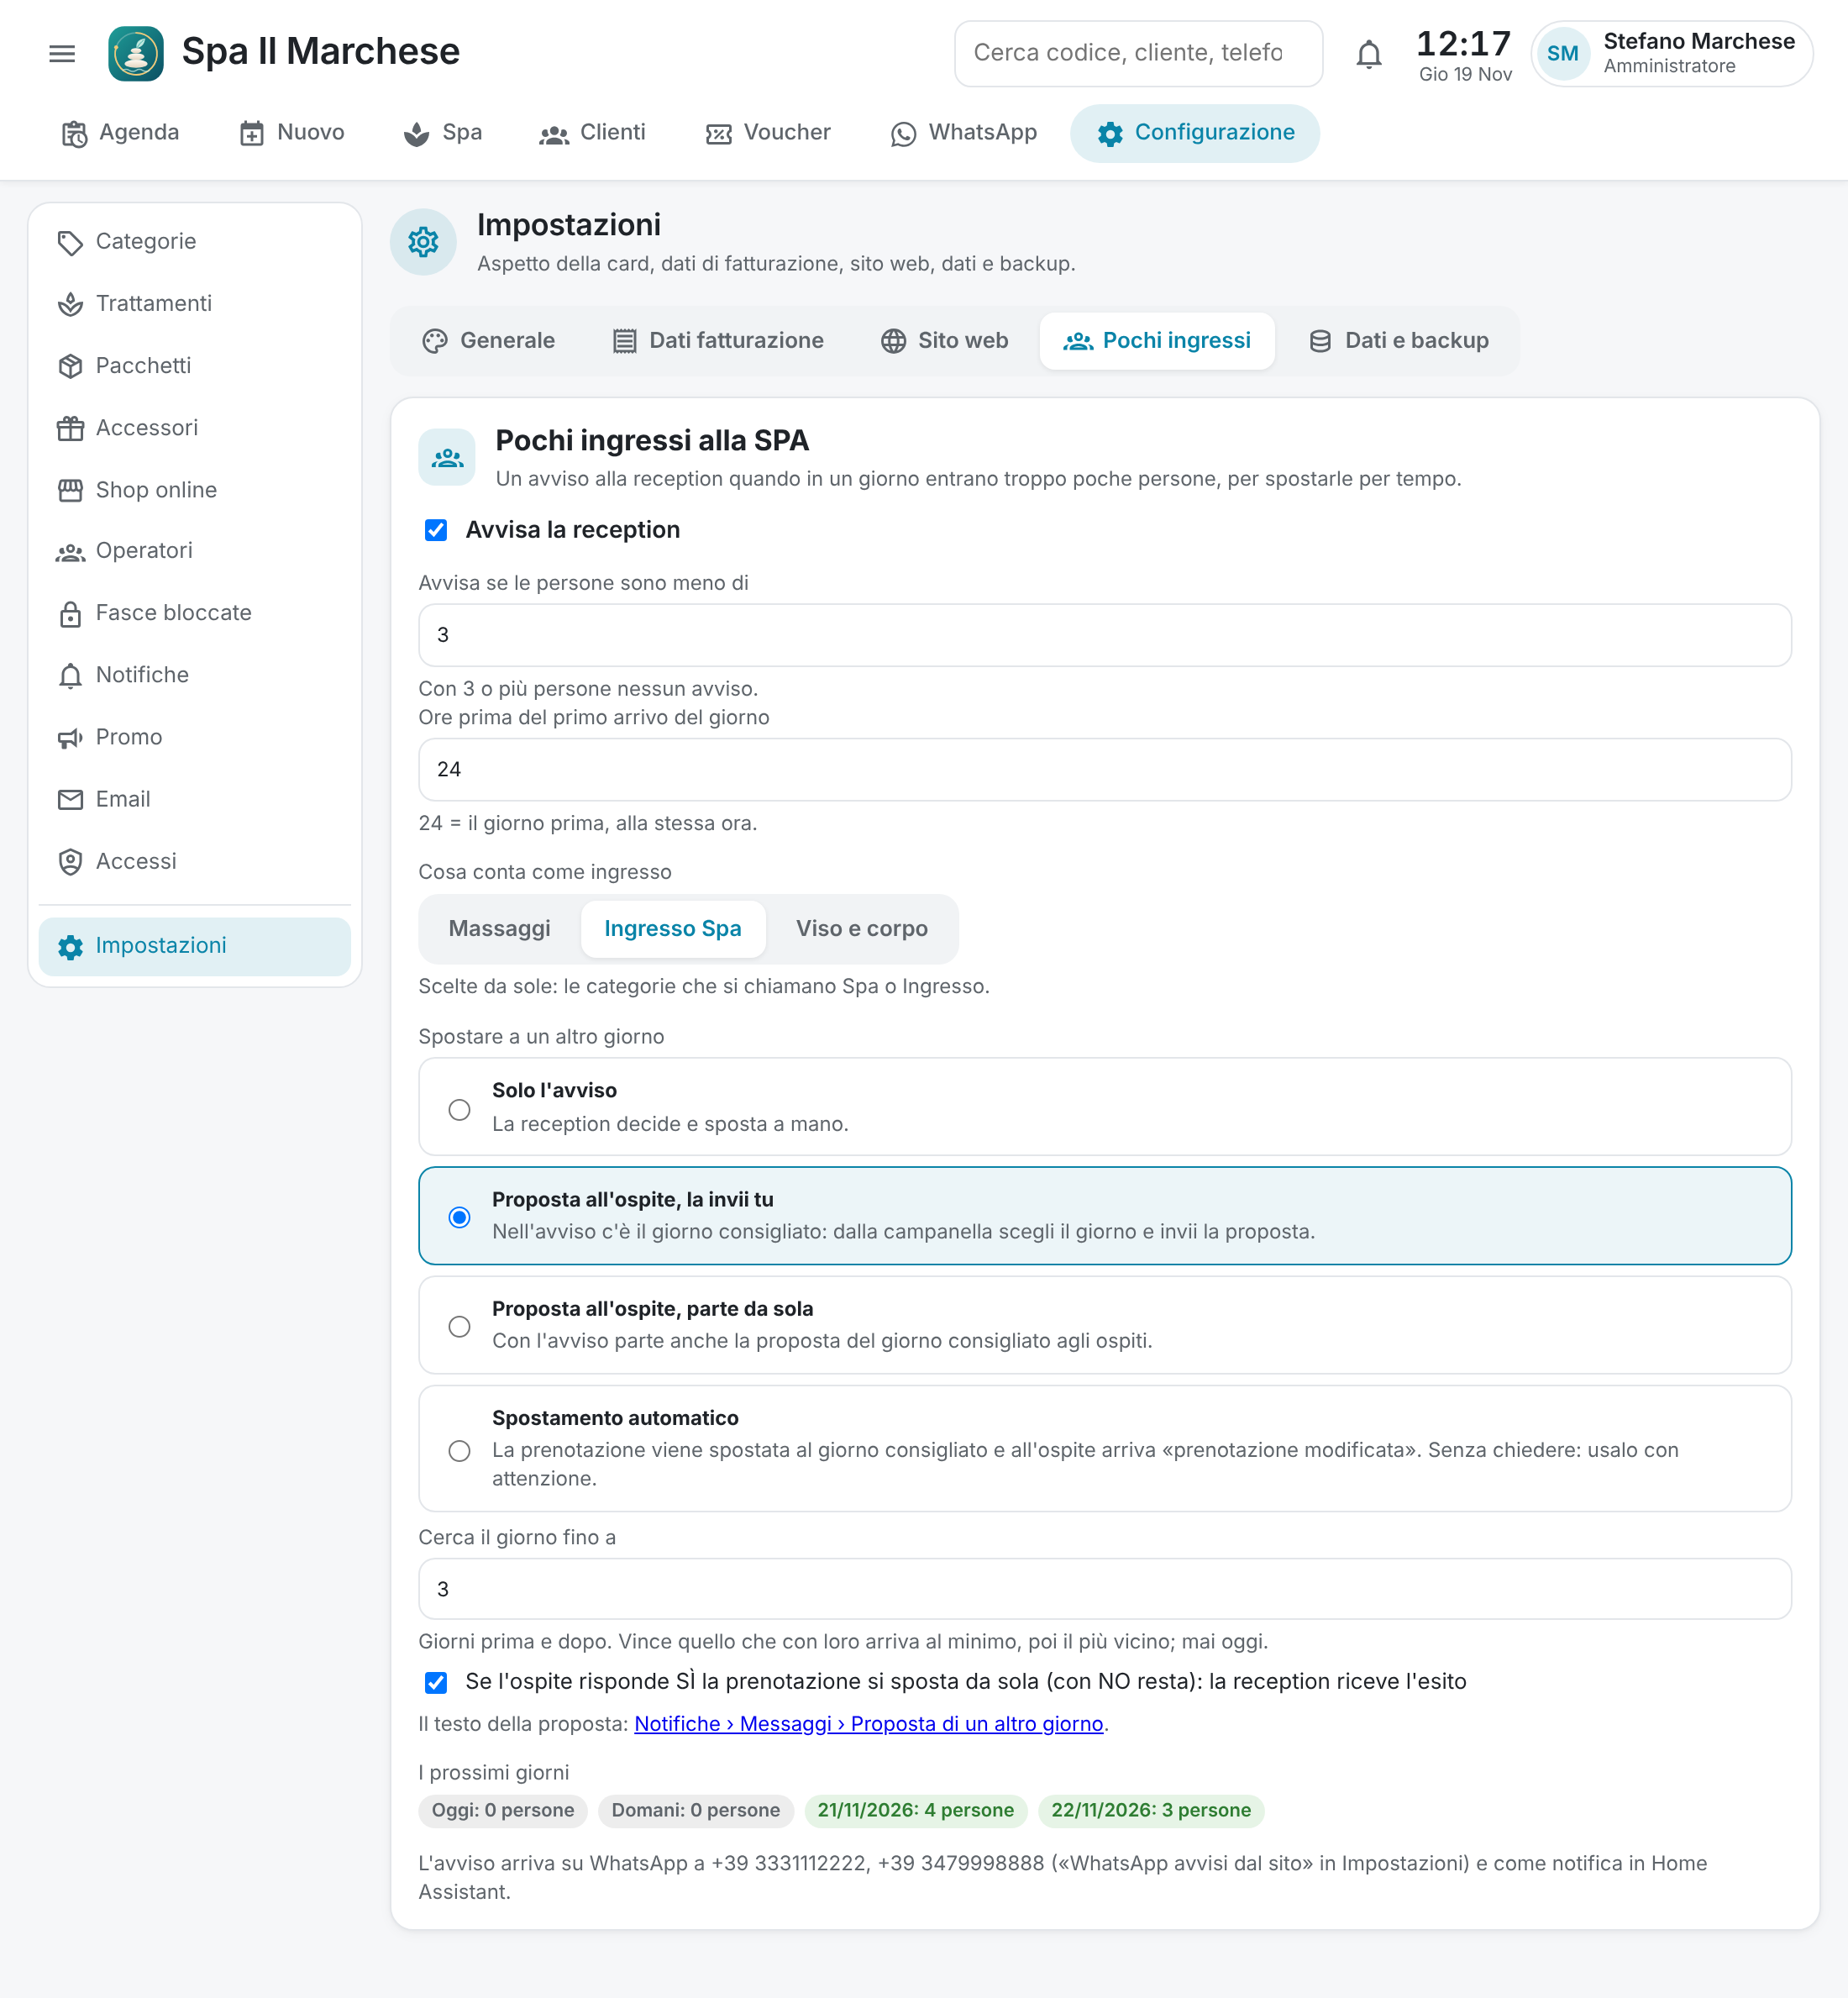 Spa Il Marchese
Cerca codice, cliente, telefo
12:17
Gio 19 Nov
SM
Stefano Marchese
Amministratore
Agenda
Nuovo
Spa
Clienti
Voucher
WhatsApp
Configurazione
Categorie
Trattamenti
Pacchetti
Accessori
Shop online
Operatori
Fasce bloccate
Notifiche
Promo
Email
Accessi
Impostazioni
Impostazioni
Aspetto della card, dati di fatturazione, sito web, dati e backup.
Generale
Dati fatturazione
Sito web
Pochi ingressi
Dati e backup
Pochi ingressi alla SPA
Un avviso alla reception quando in un giorno entrano troppo poche persone, per spostarle per tempo.
Avvisa la reception
Avvisa se le persone sono meno di
3
Con 3 o più persone nessun avviso.
Ore prima del primo arrivo del giorno
24
24 = il giorno prima, alla stessa ora.
Cosa conta come ingresso
Massaggi
Ingresso Spa
Viso e corpo
Scelte da sole: le categorie che si chiamano Spa o Ingresso.
Spostare a un altro giorno
Solo l'avviso
La reception decide e sposta a mano.
Proposta all'ospite, la invii tu
Nell'avviso c'è il giorno consigliato: dalla campanella scegli il giorno e invii la proposta.
Proposta all'ospite, parte da sola
Con l'avviso parte anche la proposta del giorno consigliato agli ospiti.
Spostamento automatico
La prenotazione viene spostata al giorno consigliato e all'ospite arriva «prenotazione modificata». Senza chiedere: usalo con
attenzione.
Cerca il giorno fino a
3
Giorni prima e dopo. Vince quello che con loro arriva al minimo, poi il più vicino; mai oggi.
Se l'ospite risponde SÌ la prenotazione si sposta da sola (con NO resta): la reception riceve l'esito
Il testo della proposta: Notifiche › Messaggi › Proposta di un altro giorno.
I prossimi giorni
Oggi: 0 persone
Domani: 0 persone
21/11/2026: 4 persone
22/11/2026: 3 persone
L'avviso arriva su WhatsApp a +39 3331112222, +39 3479998888 («WhatsApp avvisi dal sito» in Impostazioni) e come notifica in Home
Assistant.